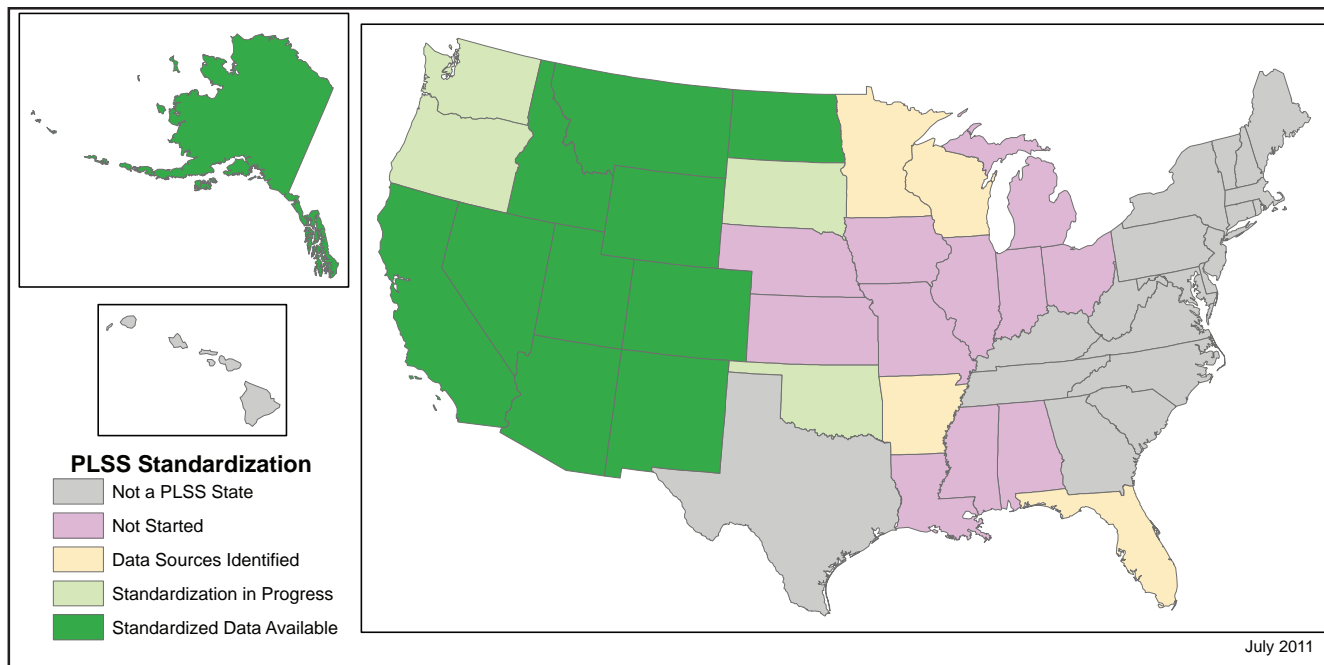 PLSS Standardization
Not a PLSS State
Not Started
Data Sources Identified
Standardization in Progress
Standardized Data Available
July 2011